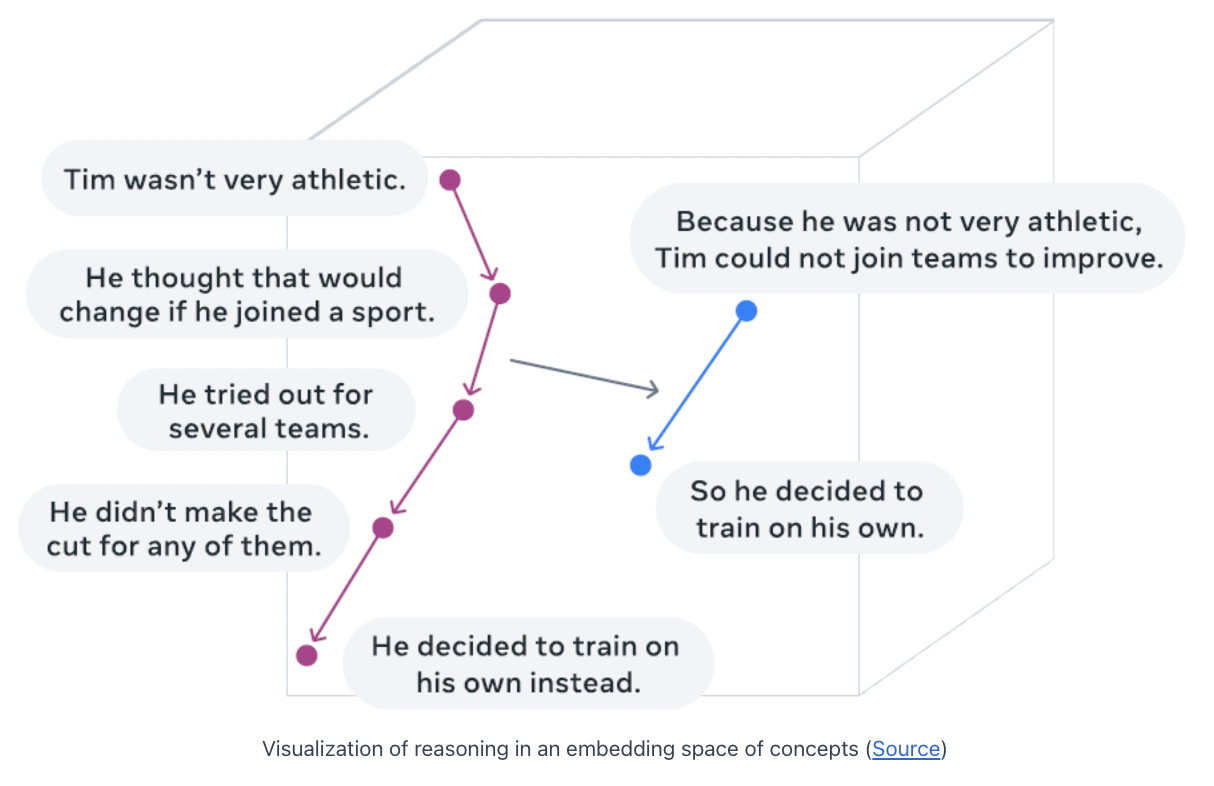 Tim wasn’t very athletic.
He thought that would
change if he joined a sport.
He tried out for
several teams.
He didn’t make the
cut for any of them.
He decided to train on
his own instead.
Because he was not very athletic,
Tim could not join teams to improve.
So he decided to
train on his own.
Visualization of reasoning in an embedding space of concepts (Source)